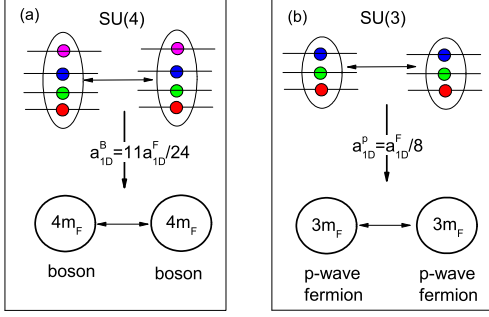 (a) SU(4)
a^B_1D=11a^F_1D/24
4m_F 4m_F
boson boson
(b) SU(3)
a^p_1D=a^F_1D/8
3m_F 3m_F
p-wave p-wave
fermion fermion